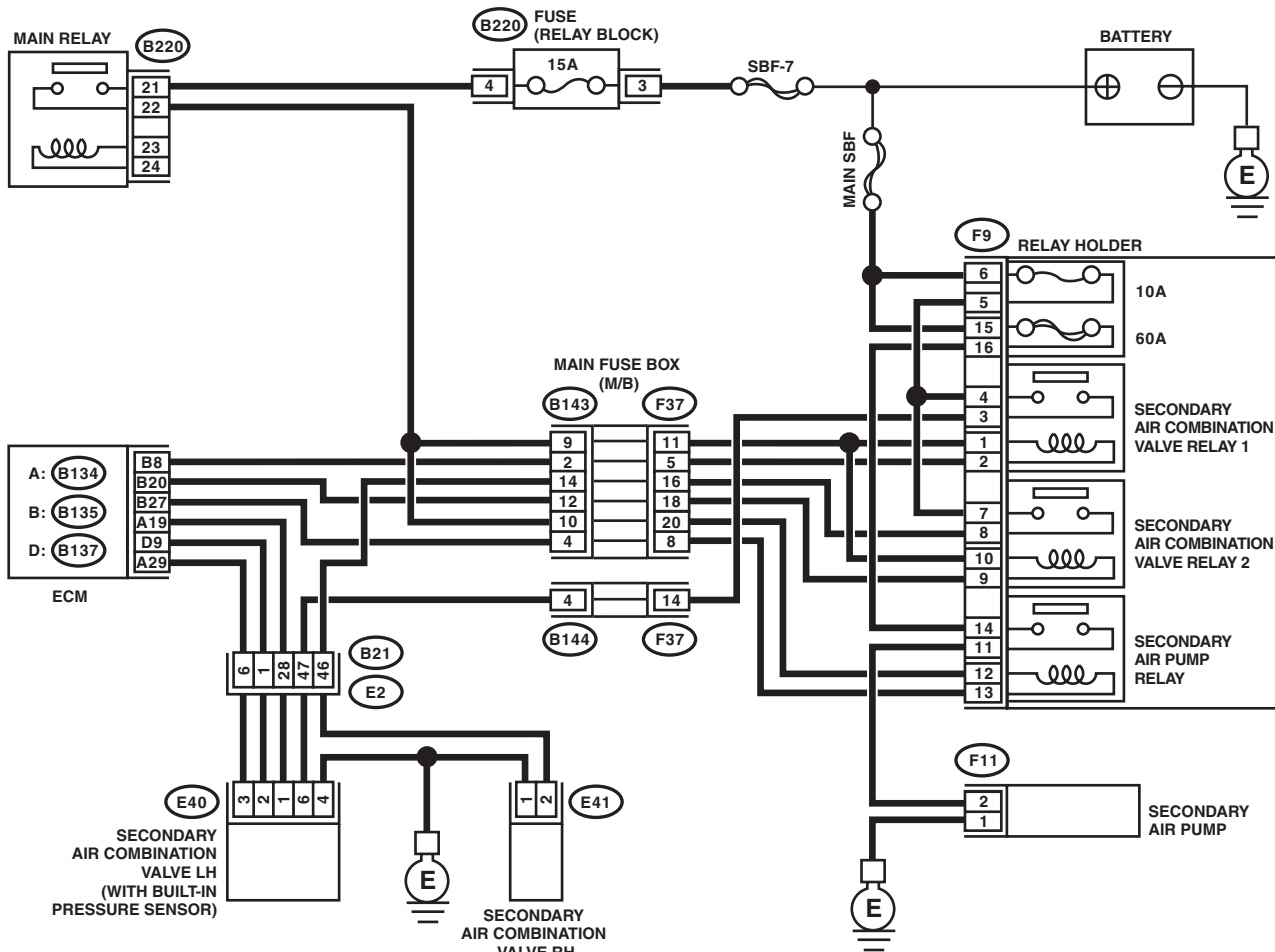 B220
FUSE
(RELAY BLOCK)
MAIN RELAY
B220
BATTERY
15A
SBF-7
21
4
3
22
23
24
MAIN SBF
E
F9
RELAY HOLDER
6
10A
5
15
60A
16
MAIN FUSE BOX
(M/B)
B143
F37
4
3
SECONDARY
AIR COMBINATION
VALVE RELAY 1
9
11
1
2
5
2
14
16
12
18
10
20
4
8
A: B134
B: B135
D: B137
B8
B20
B27
A19
D9
A29
ECM
7
8
10
9
SECONDARY
AIR COMBINATION
VALVE RELAY 2
4
14
B144
F37
14
11
12
13
SECONDARY
AIR PUMP
RELAY
6
1
28
47
46
B21
E2
F11
E40
3
2
1
6
4
1
2
E41
2
1
SECONDARY
AIR PUMP
SECONDARY
AIR COMBINATION
VALVE LH
(WITH BUILT-IN
PRESSURE SENSOR)
E
E
SECONDARY
AIR COMBINATION
VALVE RH